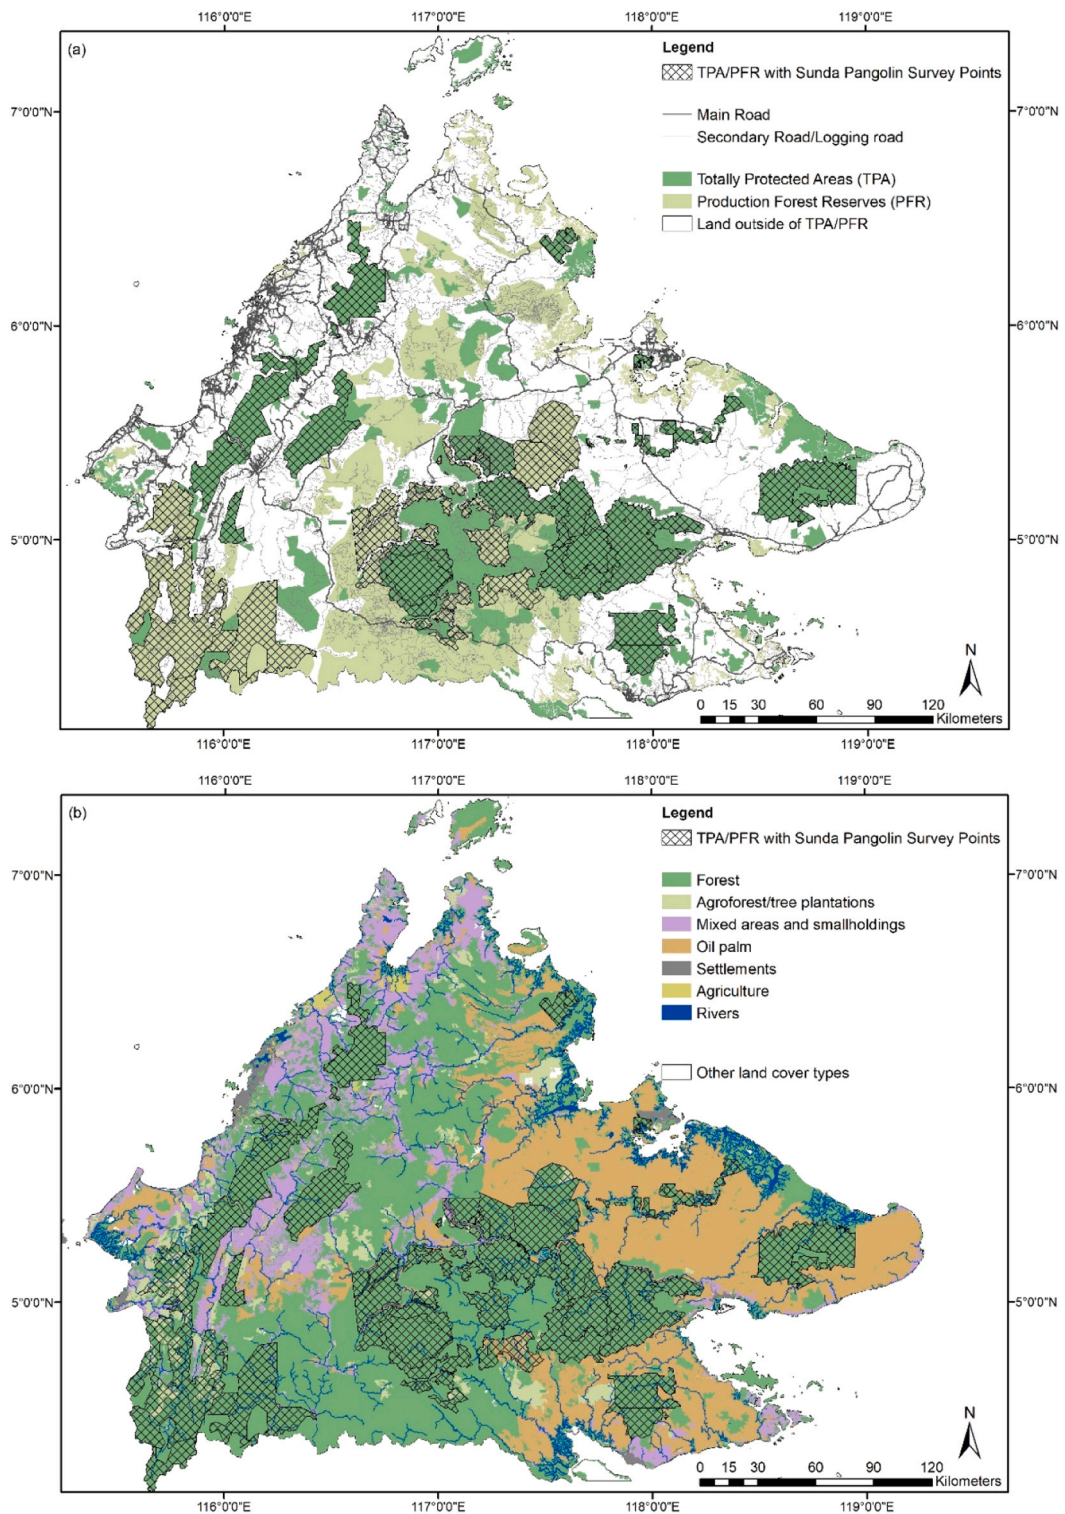 116°0'0"E 117°0'0"E 118°0'0"E 119°0'0"E
(a)
Legend
TPA/PFR with Sunda Pangolin Survey Points
Main Road
Secondary Road/Logging road
Totally Protected Areas (TPA)
Production Forest Reserves (PFR)
Land outside of TPA/PFR
7°0'0"N 7°0'0"N
6°0'0"N 6°0'0"N
5°0'0"N 5°0'0"N
N
0 15 30 60 90 120
Kilometers
116°0'0"E 117°0'0"E 118°0'0"E 119°0'0"E
116°0'0"E 117°0'0"E 118°0'0"E 119°0'0"E
(b)
Legend
TPA/PFR with Sunda Pangolin Survey Points
Forest
Agroforest/tree plantations
Mixed areas and smallholdings
Oil palm
Settlements
Agriculture
Rivers
Other land cover types
7°0'0"N 7°0'0"N
6°0'0"N 6°0'0"N
5°0'0"N 5°0'0"N
N
0 15 30 60 90 120
Kilometers
116°0'0"E 117°0'0"E 118°0'0"E 119°0'0"E